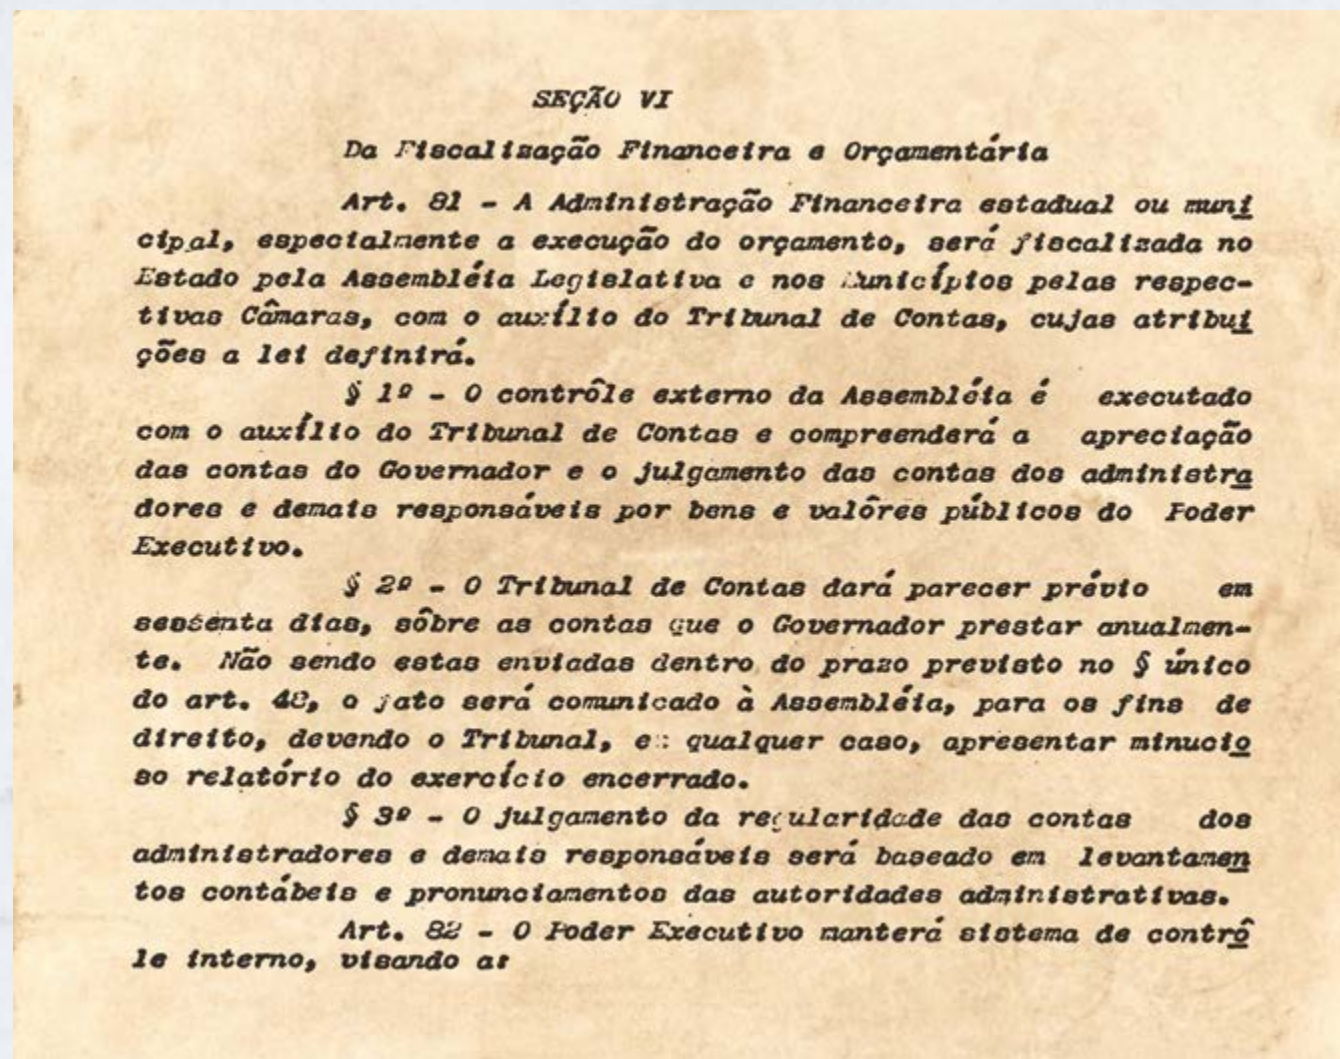 SEÇÃO VI
Da Fiscalização Financeira e Orçamentária
Art. 81 - A Administração Financeira estadual ou muni
cipal, especialmente a execução do orçamento, será fiscalizada no
Estado pela Assembléia Legislativa e nos Municípios pelas respec-
tivas Câmaras, com o auxílio do Tribunal de Contas, cujas atribui
ções a lei definirá.
§ 1º - O contrôle externo da Assembléia é executado
com o auxílio do Tribunal de Contas e compreenderá a apreciação
das contas do Governador e o julgamento das contas dos administra
dores e demais responsáveis por bens e valôres públicos do Poder
Executivo.
§ 2º - O Tribunal de Contas dará parecer prévio em
sessenta dias, sôbre as contas que o Governador prestar anualmen-
te. Não sendo estas enviadas dentro do prazo previsto no § único
do art. 48, o fato será comunicado à Assembléia, para os fins de
direito, devendo o Tribunal, em qualquer caso, apresentar minucio
so relatório do exercício encerrado.
§ 3º - O julgamento da regularidade das contas dos
administradores e demais responsáveis será baseado em levantamen
tos contábeis e pronunciamentos das autoridades administrativas.
Art. 82 - O Poder Executivo manterá sistema de contrô
le interno, visando a